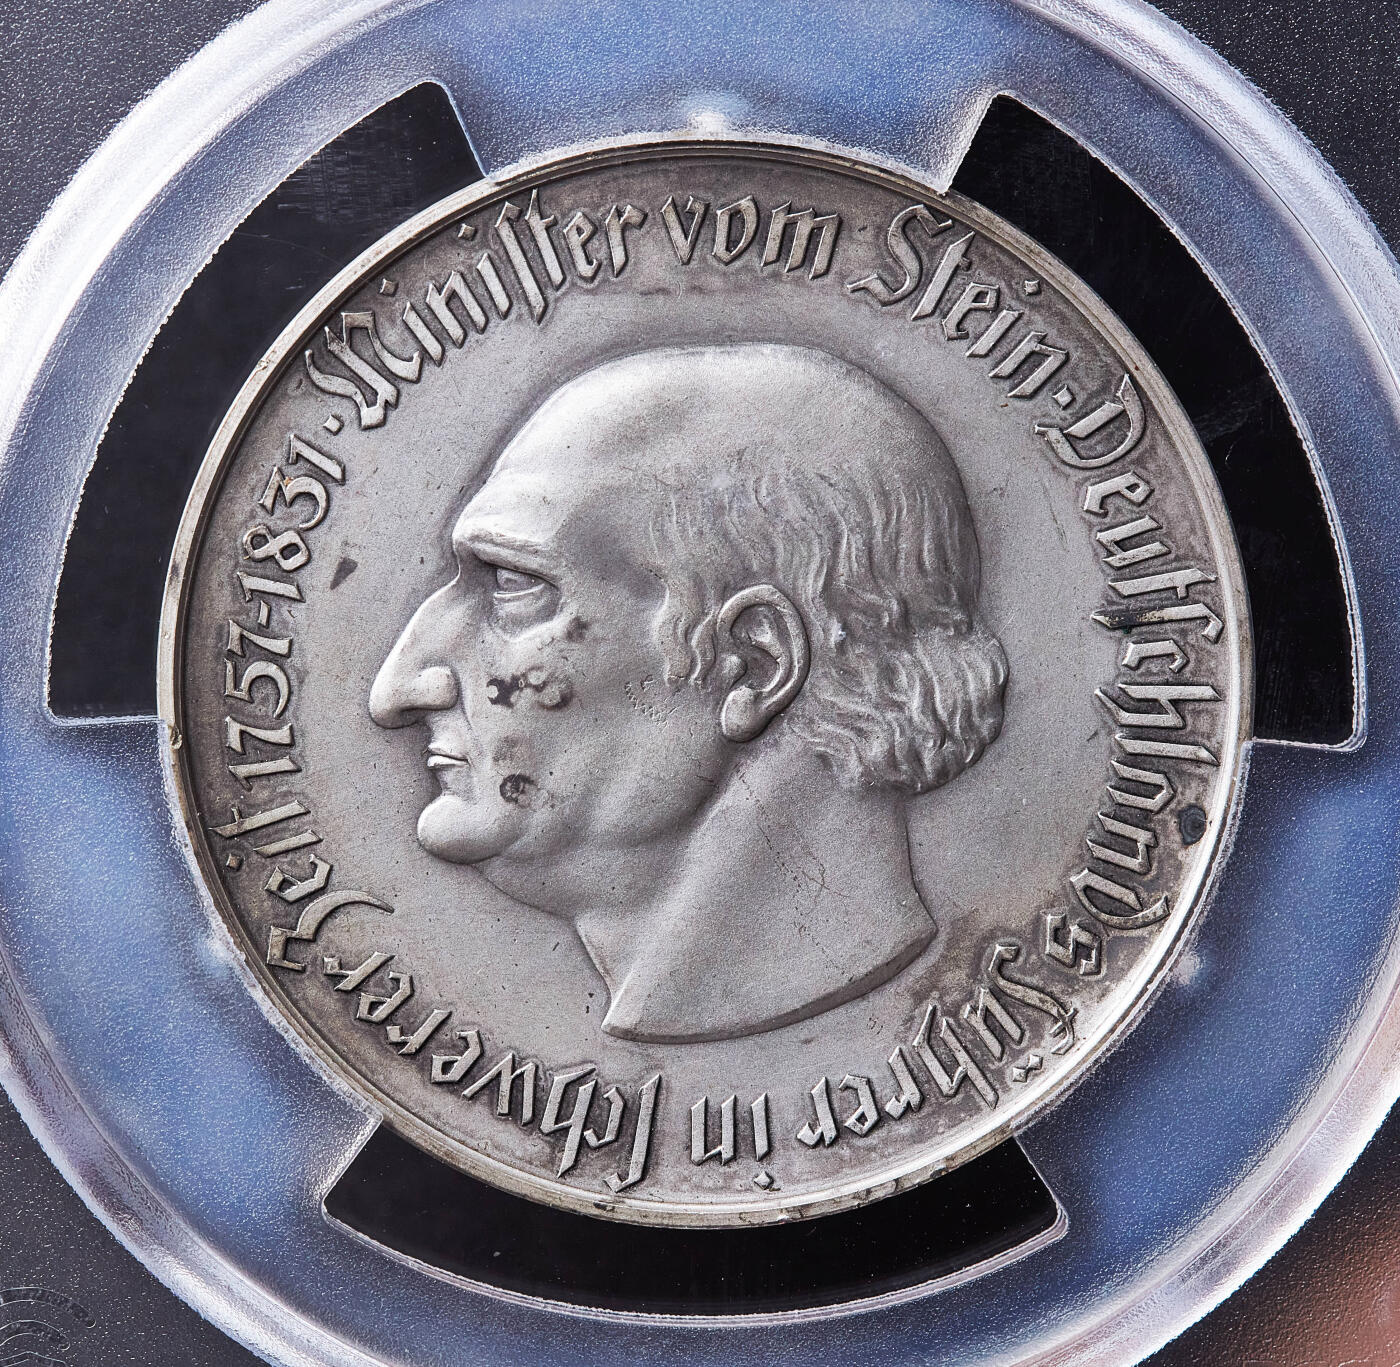 Miniſter vom Stein · Deutſchlands Führer in ſchwerer Zeit 1757-1831 ·